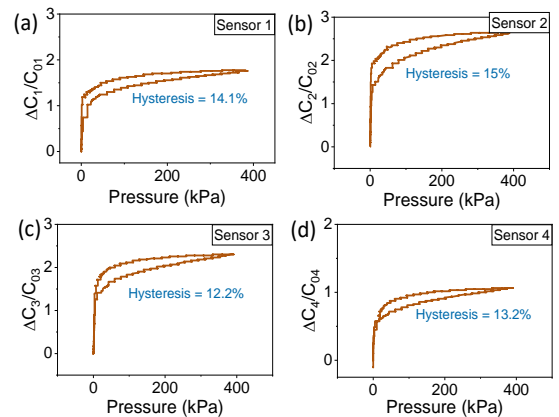 (a)
Sensor 1
ΔC1/C01
3
2
1
0
Hysteresis = 14.1%
0 200 400
Pressure (kPa)
(b)
Sensor 2
ΔC2/C02
3
2
1
0
Hysteresis = 15%
0 200 400
Pressure (kPa)
(c)
Sensor 3
ΔC3/C03
3
2
1
0
Hysteresis = 12.2%
0 200 400
Pressure (kPa)
(d)
Sensor 4
ΔC4/C04
2
1
0
Hysteresis = 13.2%
0 200 400
Pressure (kPa)